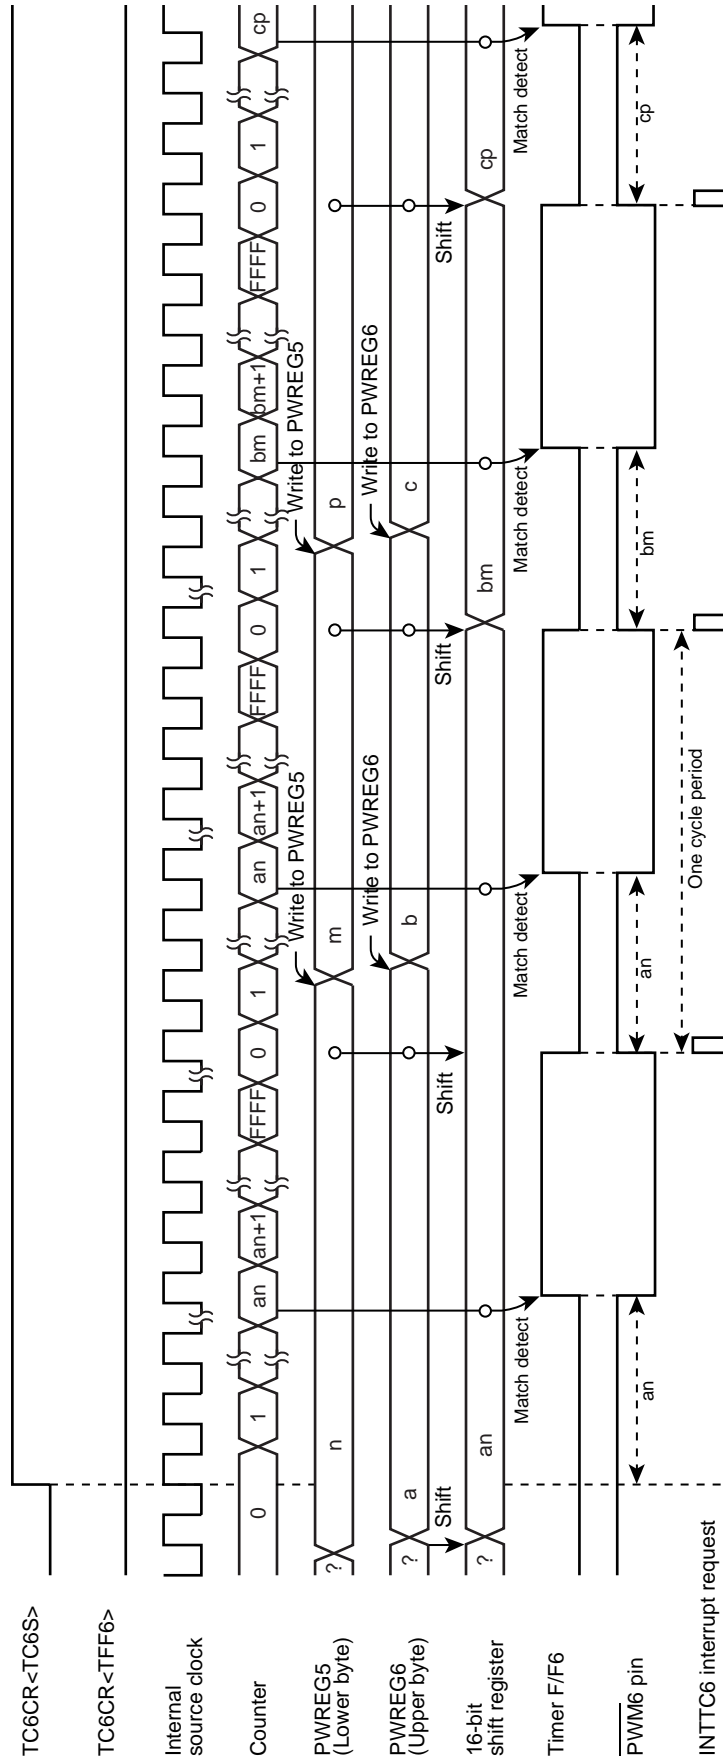 TC6CR<TC6S>
TC6CR<TFF6>
Internal
source clock
Counter
0
1
an
an+1
FFFF
0
1
an
an+1
FFFF
0
1
bm
bm+1
FFFF
0
1
cp
Write to PWREG5
Write to PWREG5
PWREG5
(Lower byte)
?
n
m
p
Write to PWREG6
Write to PWREG6
PWREG6
(Upper byte)
?
a
b
c
Shift
Shift
Shift
Shift
16-bit
shift register
?
an
bm
cp
Match detect
Match detect
Match detect
Match detect
Timer F/F6
PWM6 pin
an
an
bm
cp
One cycle period
INTTC6 interrupt request